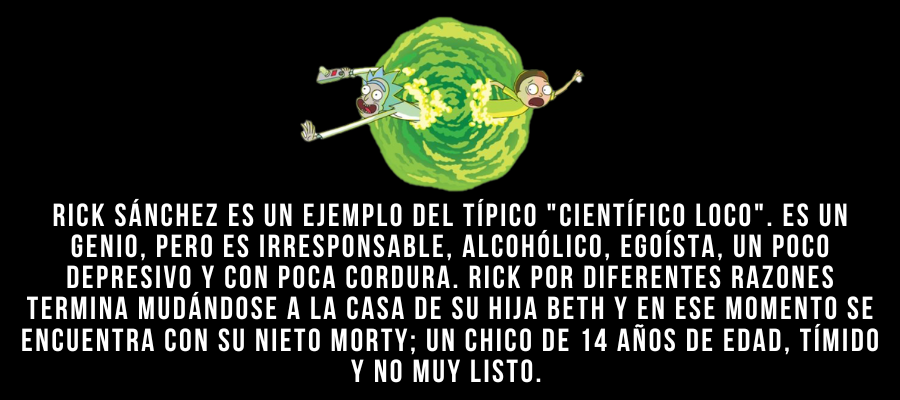 RICK SÁNCHEZ ES UN EJEMPLO DEL TÍPICO "CIENTÍFICO LOCO". ES UN
GENIO, PERO ES IRRESPONSABLE, ALCOHÓLICO, EGOÍSTA, UN POCO
DEPRESIVO Y CON POCA CORDURA. RICK POR DIFERENTES RAZONES
TERMINA MUDÁNDOSE A LA CASA DE SU HIJA BETH Y EN ESE MOMENTO SE
ENCUENTRA CON SU NIETO MORTY; UN CHICO DE 14 AÑOS DE EDAD, TÍMIDO
Y NO MUY LISTO.